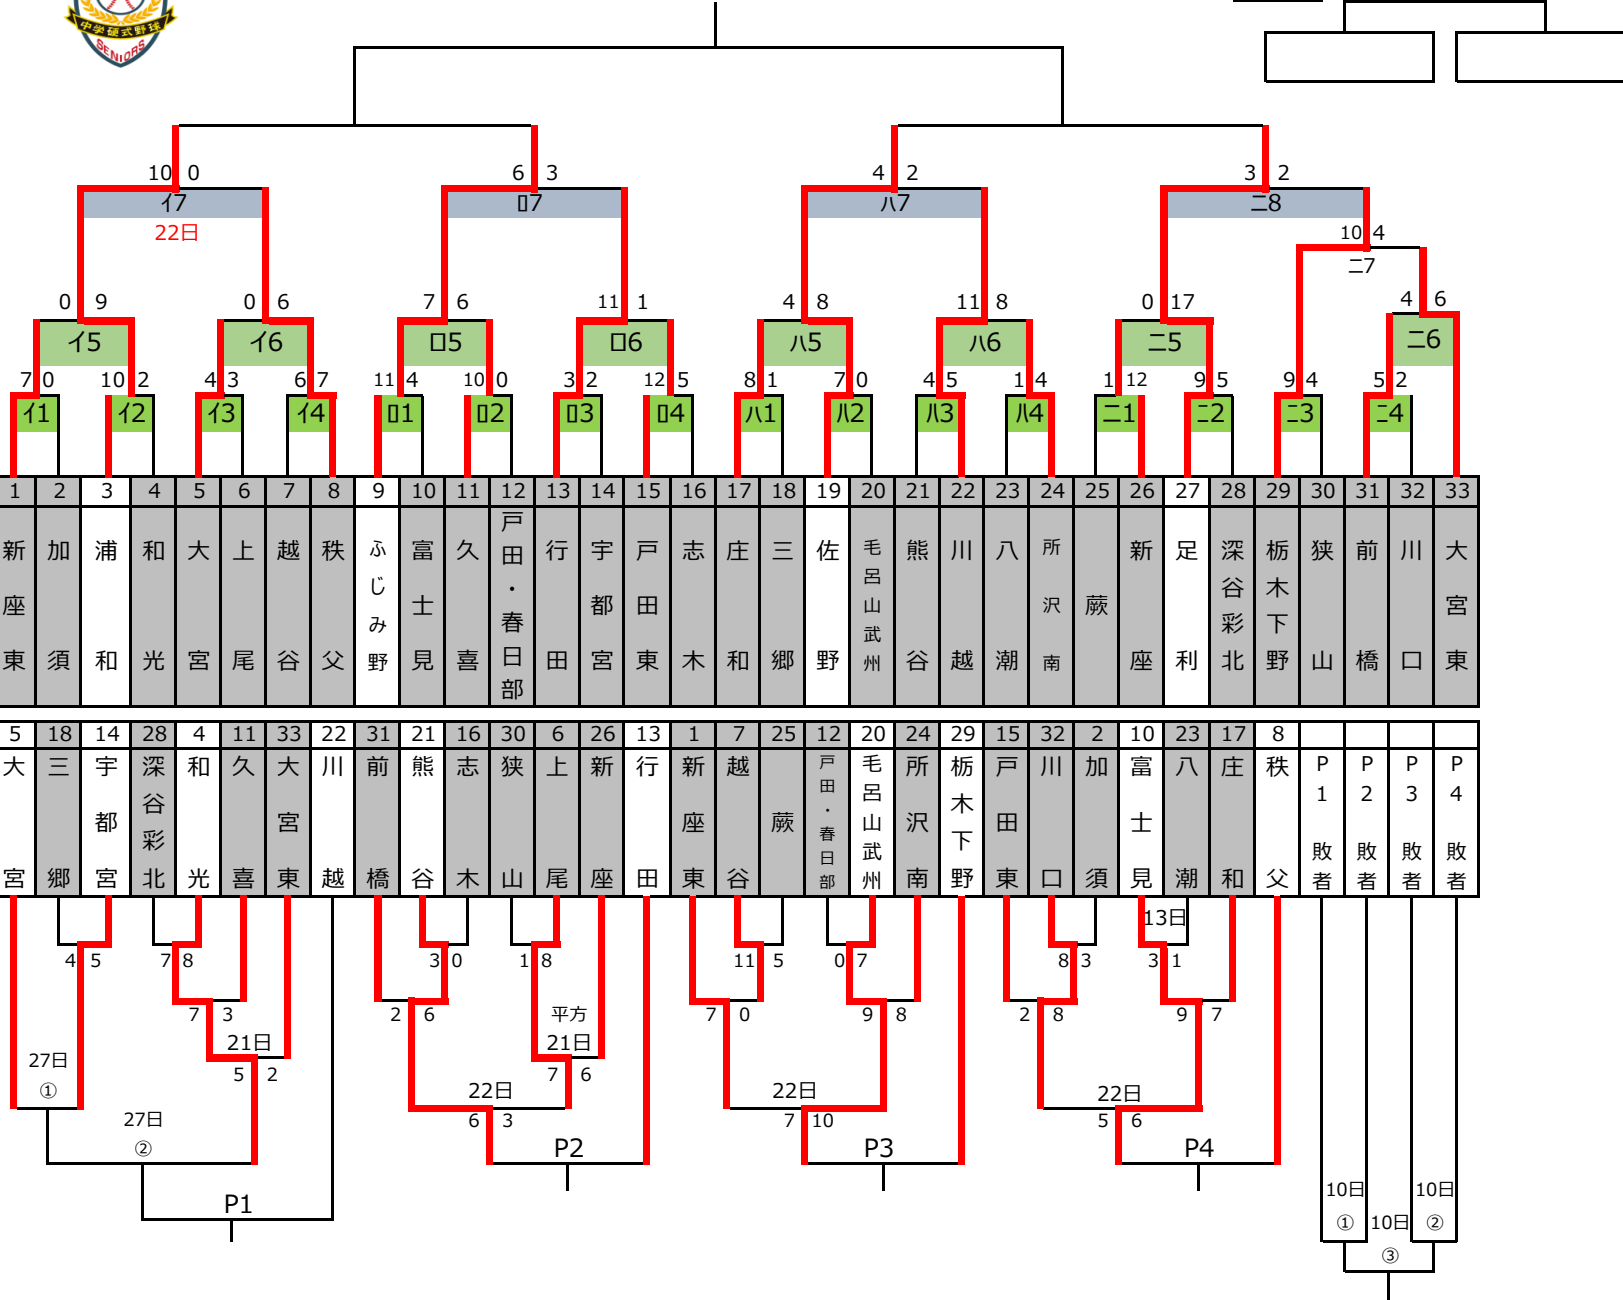 中学硬式野球
SENIORS
10 0 6 3 4 2 3 2
イ7 ロ7 ハ7 ニ8
22日 10 4
ニ7
0 9 0 6 7 6 11 1 4 8 11 8 0 17 4 6
イ5 イ6 ロ5 ロ6 ハ5 ハ6 ニ5 ニ6
7 0 10 2 4 3 6 7 11 4 10 0 3 2 12 5 8 1 7 0 4 5 1 4 1 12 9 5 9 4 5 2
イ1 イ2 イ3 イ4 ロ1 ロ2 ロ3 ロ4 ハ1 ハ2 ハ3 ハ4 ニ1 ニ2 ニ3 ニ4
1 2 3 4 5 6 7 8 9 10 11 12 13 14 15 16 17 18 19 20 21 22 23 24 25 26 27 28 29 30 31 32 33
新座東
加須
浦和
和光
大宮
上尾
越谷
秩父
ふじみ野
富士見
久喜
戸田・春日部
行田
宇都宮
戸田東
志木
庄和
三郷
佐野
毛呂山武州
熊谷
川越
八潮
所沢南
蕨
新座
足利
深谷彩北
栃木下野
狭山
前橋
川口
大宮東
5 18 14 28 4 11 33 22 31 21 16 30 6 26 13 1 7 25 12 20 24 29 15 32 2 10 23 17 8
大宮
三郷
宇都宮
深谷彩北
和光
久喜
大宮東
川越
前橋
熊谷
志木
狭山
上尾
新座
行田
新座東
越谷
蕨
戸田・春日部
毛呂山武州
所沢南
栃木下野
戸田東
川口
加須
富士見
八潮
庄和
秩父
P1敗者
P2敗者
P3敗者
P4敗者
13日
4 5 7 8 3 0 1 8 11 5 0 7 8 3 3 1
7 3 2 6 平方 7 0 9 8 2 8 9 7
21日 21日
27日 5 2 7 6
① 22日 22日 22日
27日 6 3 7 10 5 6
② P2 P3 P4
P1 10日 10日
① 10日 ②
③